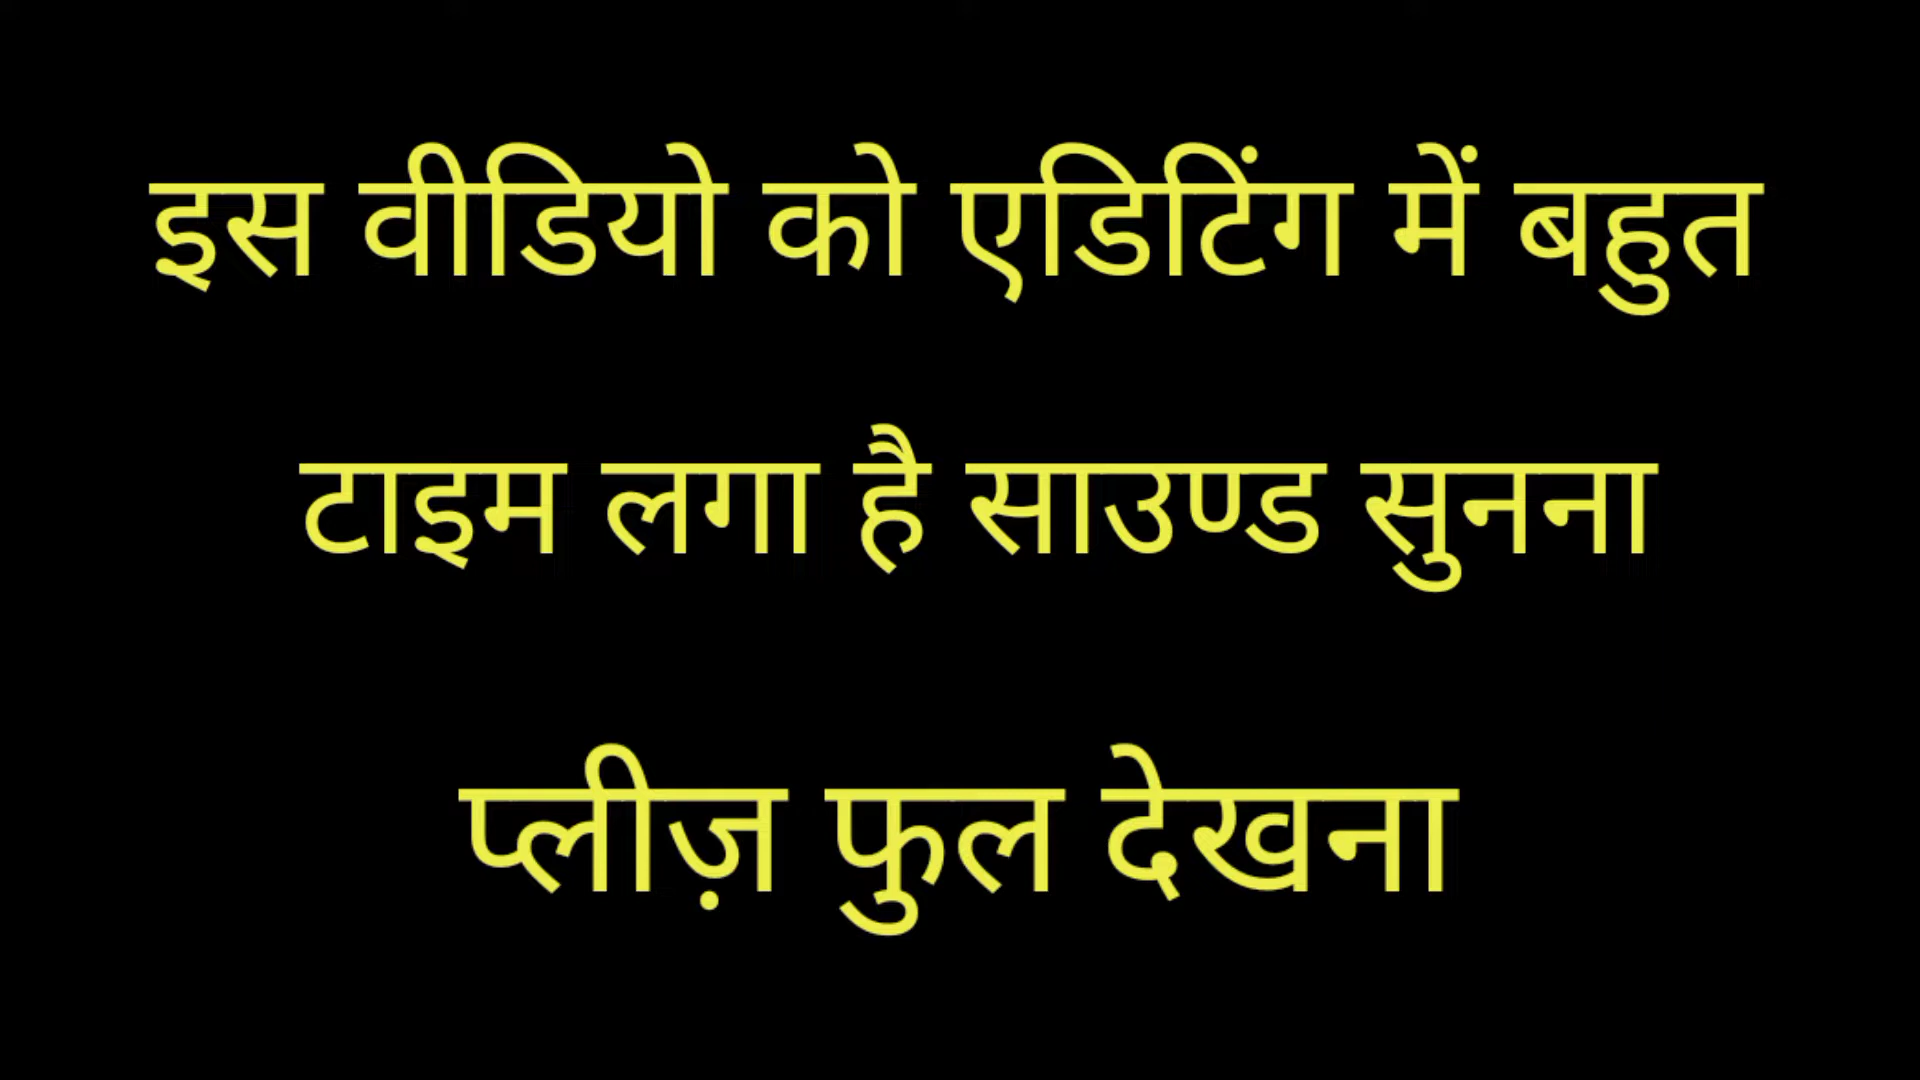 इस वीडियो को एडिटिंग में बहुत
टाइम लगा है साउण्ड सुनना
प्लीज़ फुल देखना